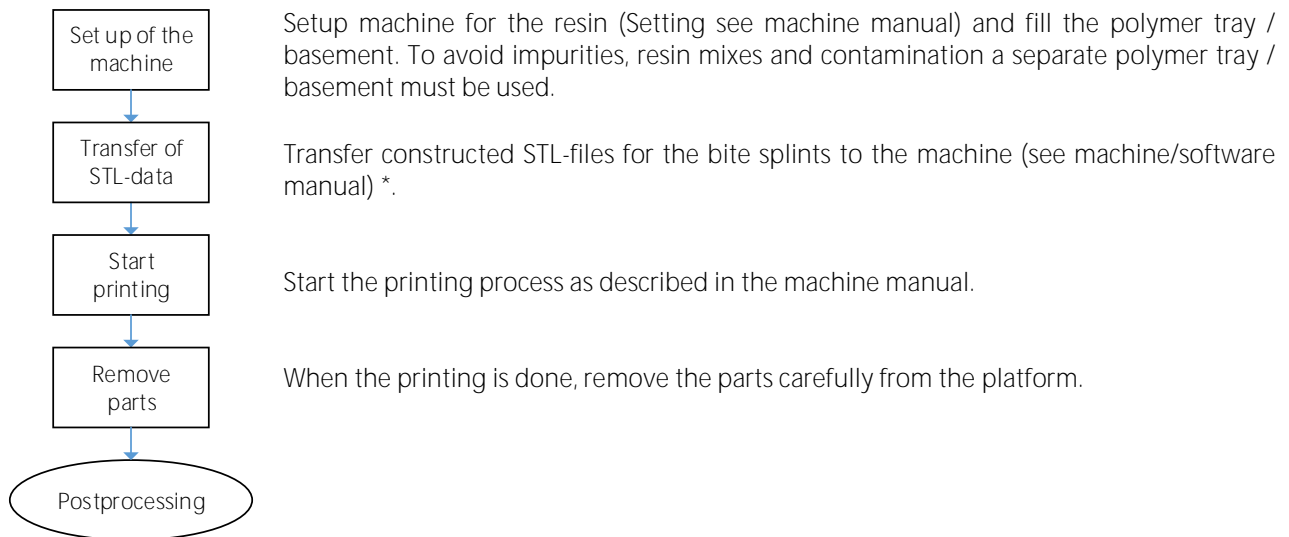 Set up of the
machine
Setup machine for the resin (Setting see machine manual) and fill the polymer tray /
basement. To avoid impurities, resin mixes and contamination a separate polymer tray /
basement must be used.
Transfer of
STL-data
Transfer constructed STL-files for the bite splints to the machine (see machine/software
manual) *.
Start
printing
Start the printing process as described in the machine manual.
Remove
parts
When the printing is done, remove the parts carefully from the platform.
Postprocessing